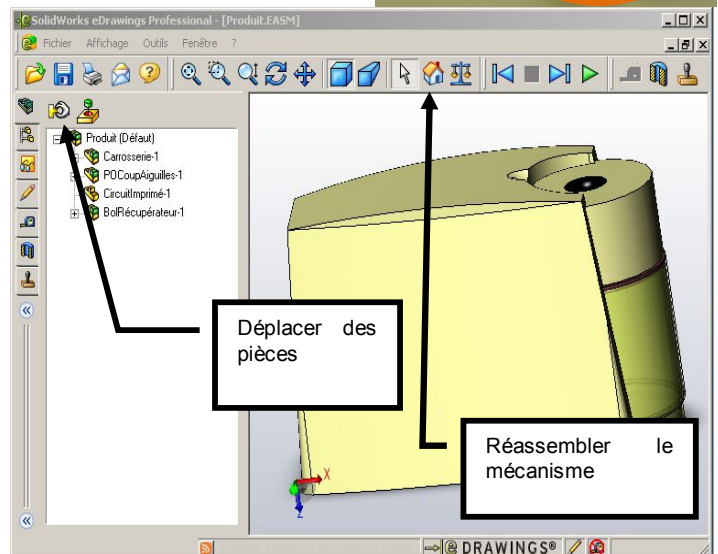 SolidWorks eDrawings Professional - [Produit.EASM]
Fichier Affichage Outils Fenêtre ?
Produit (Défaut)
Carrosserie-1
POCoupAiguilles-1
CircuitImprimé-1
BolRécupérateur-1
Déplacer des
pièces
Réassembler le
mécanisme
X
Z
DRAWINGS®